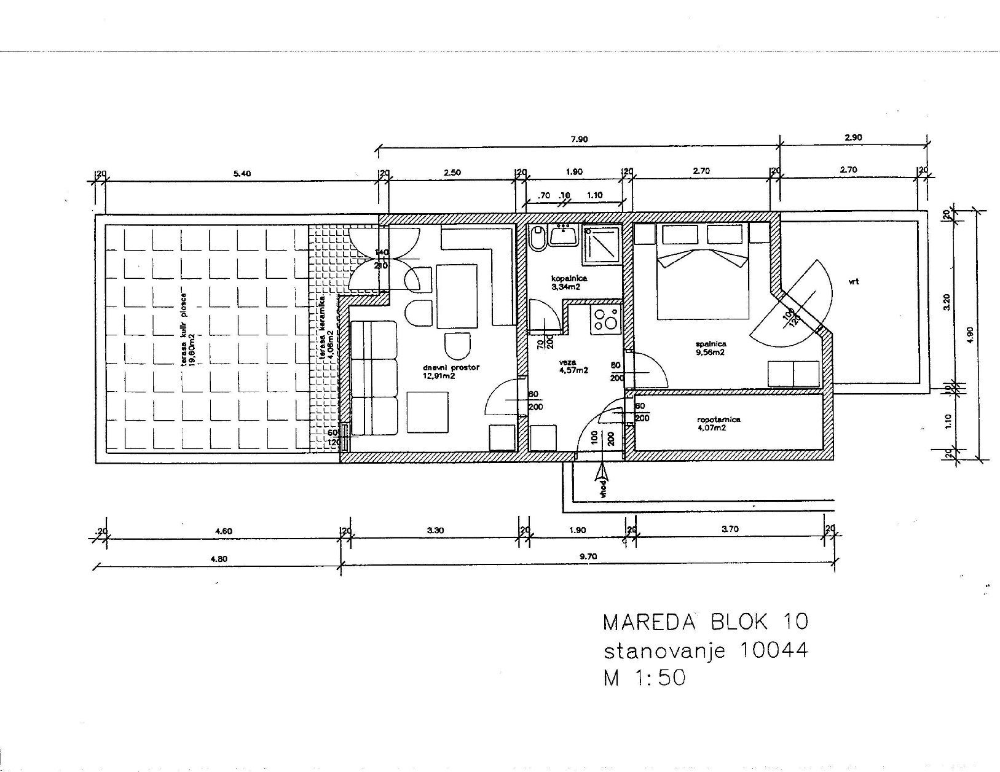 7.90
2.90
20
5.40
20
2.50
20
1.90
20
2.70
20
2.70
20
.70
.10
1.10
140
210
terasa kulir plosca
19,60m2
terasa keramika
4,06m2
dnevni prostor
12,91m2
kopalnica
3,34m2
70
200
veza
4,57m2
80
200
80
200
60
200
60
120
100
200
vhod
spalnica
9,56m2
ropotarnica
4,07m2
100
120
vrt
20
3.20
10
1.10
20
4.90
.20
4.60
20
3.30
20
1.90
20
3.70
20
4.80
9.70
MAREDA BLOK 10
stanovanje 10044
M 1:50